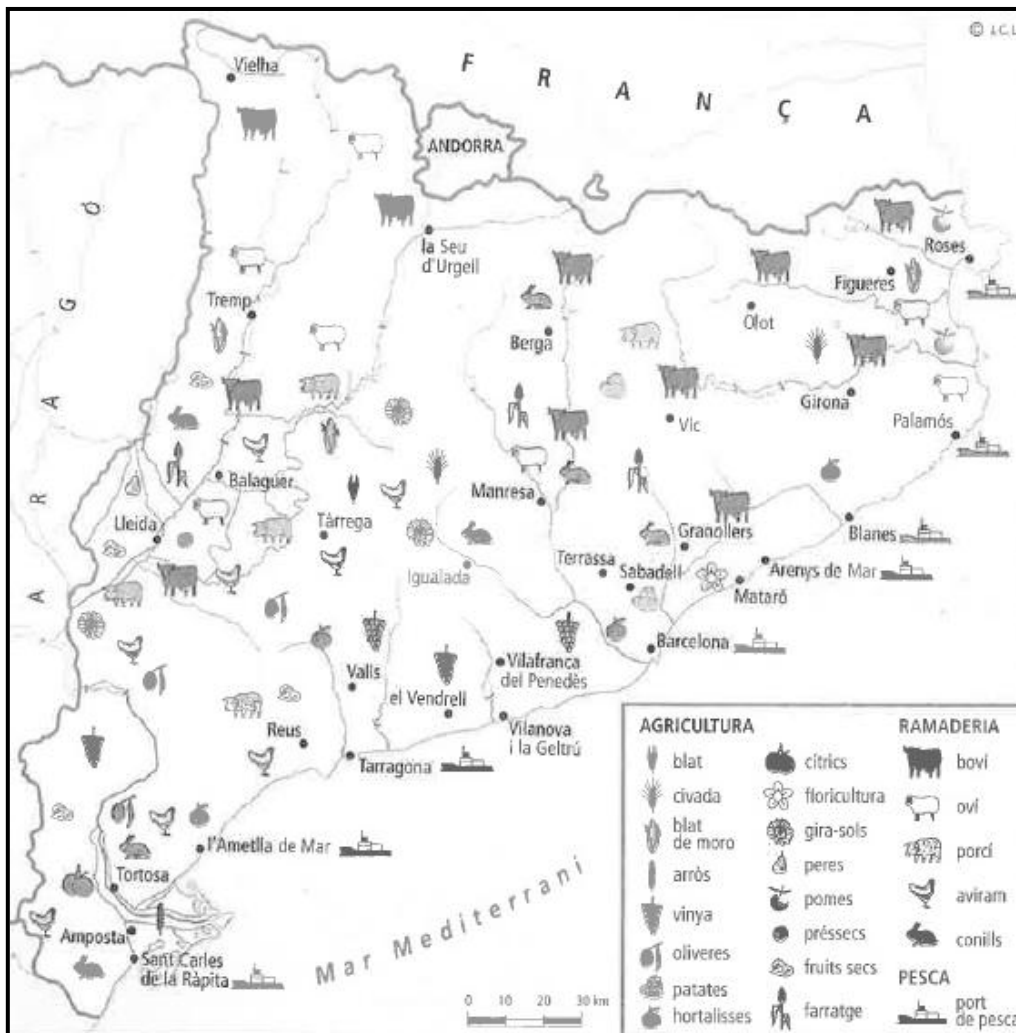 © J.C.L
FRANÇA
Vielha
ANDÒRRA
ARAGÓ
la Seu
d'Urgell
Roses
Figueres
Tremp
Olot
Berga
Girona
Vic
Palamós
Balaguer
Manresa
Lleida
Tàrrega
Granollers
Blanes
Terrassa
Igualada
Sabadell
Arenys de Mar
Mataró
Barcelona
Valls
Vilafranca
del Penedès
el Vendrell
Reus
Vilanova
i la Geltrú
Tarragona
l'Ametlla de Mar
Tortosa
Mar Mediterrani
Amposta
Sant Carles
de la Ràpita
0 10 20 30 km
AGRICULTURA
blat
civada
blat
de moro
arròs
vinya
oliveres
patates
hortalisses
cítrics
floricultura
gira-sols
peres
pomes
préssecs
fruits secs
farratge
RAMADERIA
boví
oví
porcí
aviram
conills
PESCA
port
de pesca